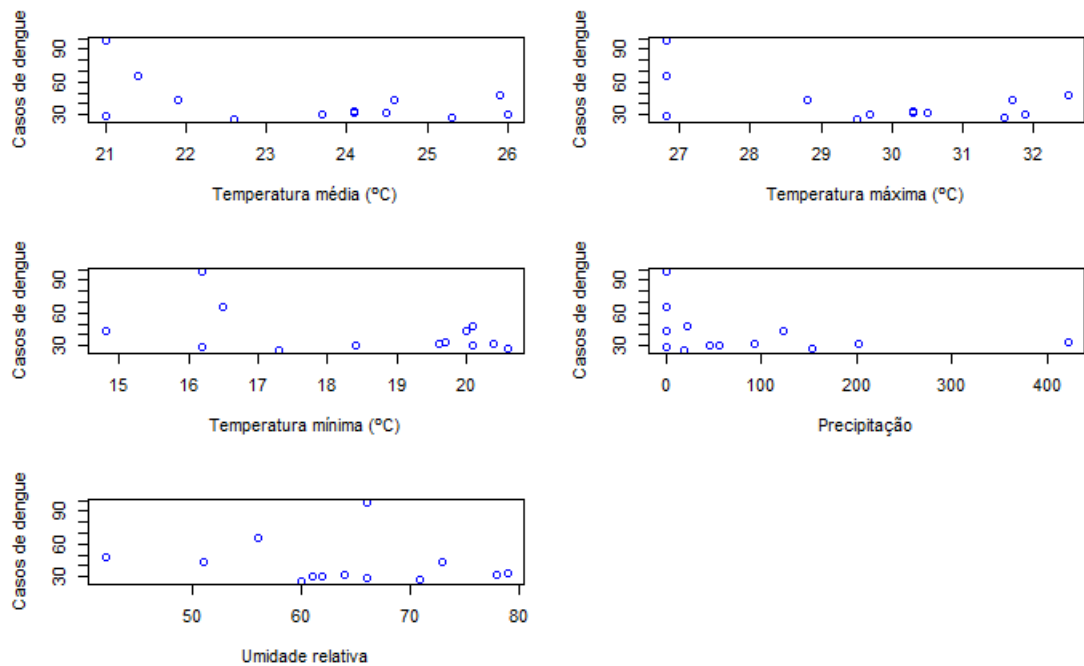 Casos de dengue
30 60 90
21 22 23 24 25 26
Temperatura média (ºC)
Casos de dengue
30 60 90
27 28 29 30 31 32
Temperatura máxima (ºC)
Casos de dengue
30 60 90
15 16 17 18 19 20
Temperatura mínima (ºC)
Casos de dengue
30 60 90
0 100 200 300 400
Precipitação
Casos de dengue
30 60 90
50 60 70 80
Umidade relativa